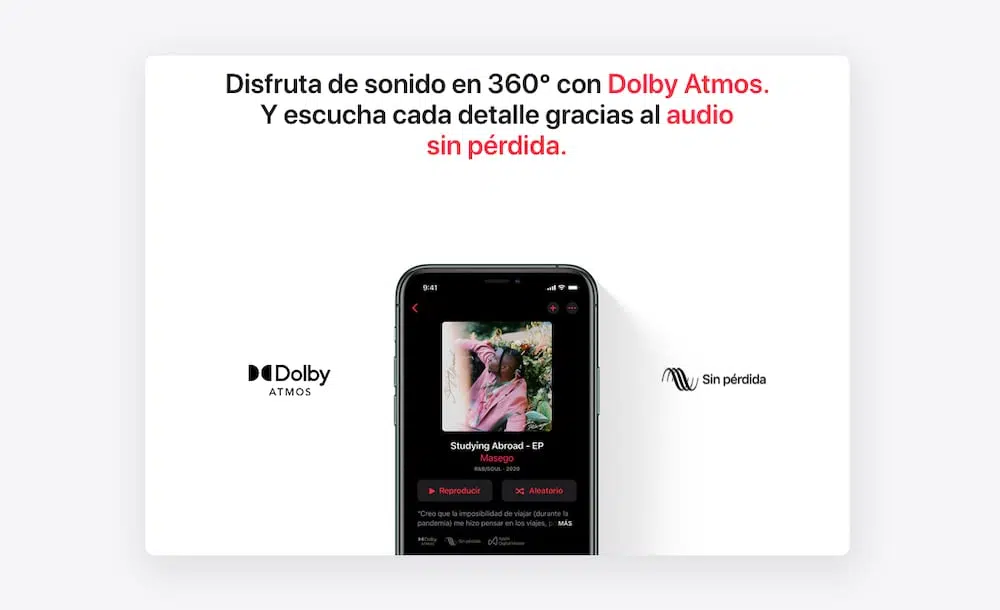 Disfruta de sonido en 360° con Dolby Atmos.
Y escucha cada detalle gracias al audio
sin pérdida.
9:41
Dolby
ATMOS
Sin pérdida
Studying Abroad - EP
Masego
R&B/SOUL · 2020
Reproducir
Aleatorio
"Creo que la imposibilidad de viajar (durante la
pandemia) me hizo pensar en los viajes, p MÁS
Dolby
ATMOS
Sin pérdida
Apple
Digital Master